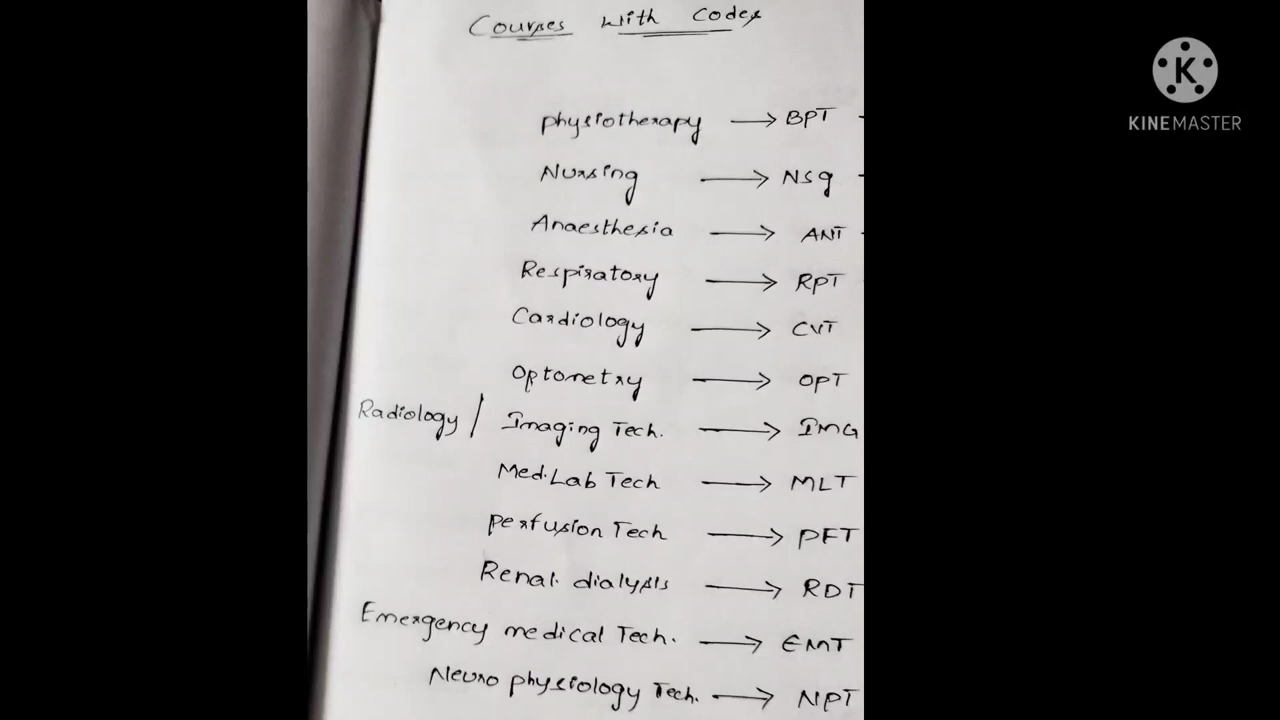 Courses with Codes
K
KINEMASTER
physiotherapy → BPT
Nursing → NSg
Anaesthesia → ANT
Respiratory → RPT
Cardiology → CVT
Optometry → OPT
Radiology / Imaging Tech. → IMG
Med.Lab Tech → MLT
perfusion Tech → PFT
Renal. dialysis → RDT
Emergency medical Tech. → EMT
Neuro physiology Tech. → NPT